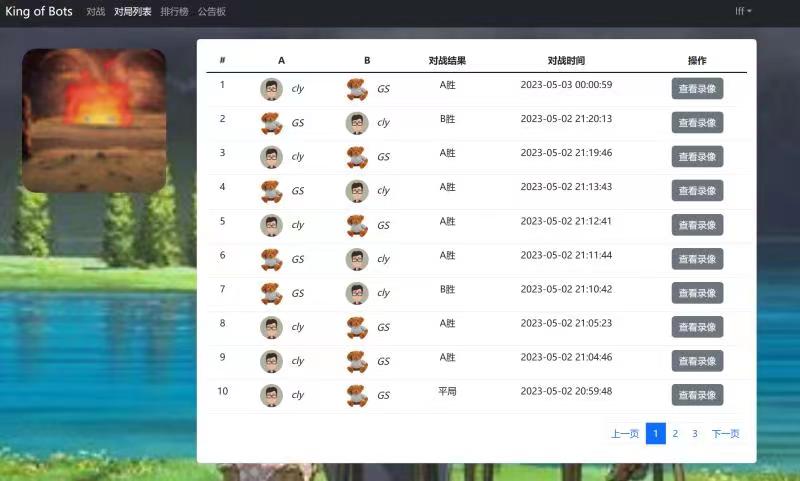 King of Bots 对战 对局列表 排行榜 公告板 lff
# A B 对战结果 对战时间 操作
1 cly GS A胜 2023-05-03 00:00:59 查看录像
2 GS cly B胜 2023-05-02 21:20:13 查看录像
3 cly GS A胜 2023-05-02 21:19:46 查看录像
4 GS cly A胜 2023-05-02 21:13:43 查看录像
5 cly GS A胜 2023-05-02 21:12:41 查看录像
6 GS cly A胜 2023-05-02 21:11:44 查看录像
7 GS cly B胜 2023-05-02 21:10:42 查看录像
8 cly GS A胜 2023-05-02 21:05:23 查看录像
9 cly GS A胜 2023-05-02 21:04:46 查看录像
10 cly GS 平局 2023-05-02 20:59:48 查看录像
上一页 1 2 3 下一页